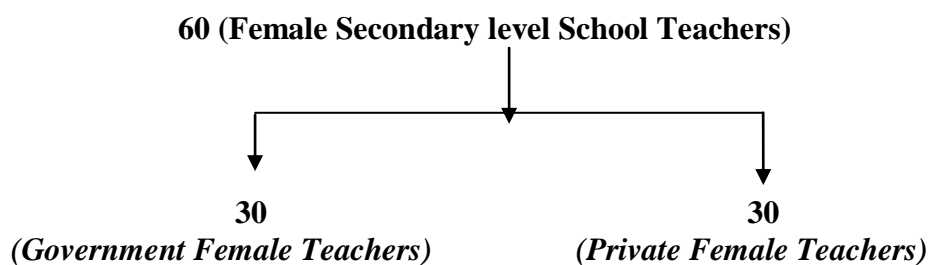 60 (Female Secondary level School Teachers)
30
(Government Female Teachers)
30
(Private Female Teachers)